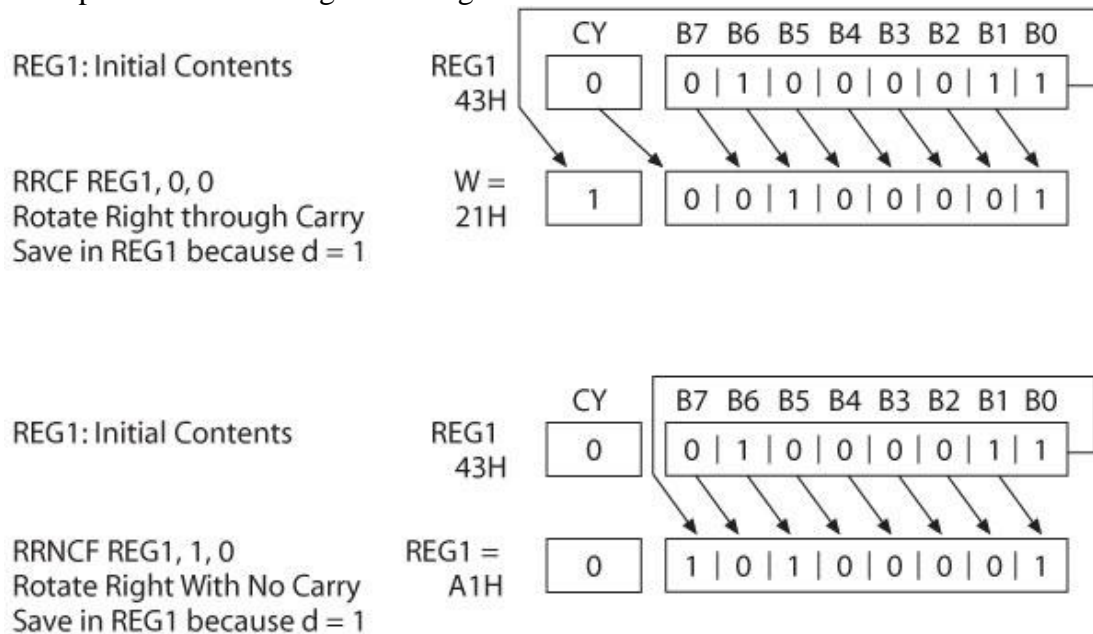 CY B7 B6 B5 B4 B3 B2 B1 B0
REG1: Initial Contents REG1 0 0 | 1 | 0 | 0 | 0 | 0 | 1 | 1
43H
RRCF REG1, 0, 0 W = 1 0 | 0 | 1 | 0 | 0 | 0 | 0 | 1
Rotate Right through Carry 21H
Save in REG1 because d = 1
CY B7 B6 B5 B4 B3 B2 B1 B0
REG1: Initial Contents REG1 0 0 | 1 | 0 | 0 | 0 | 0 | 1 | 1
43H
RRNCF REG1, 1, 0 REG1 = 0 1 | 0 | 1 | 0 | 0 | 0 | 0 | 1
Rotate Right With No Carry A1H
Save in REG1 because d = 1